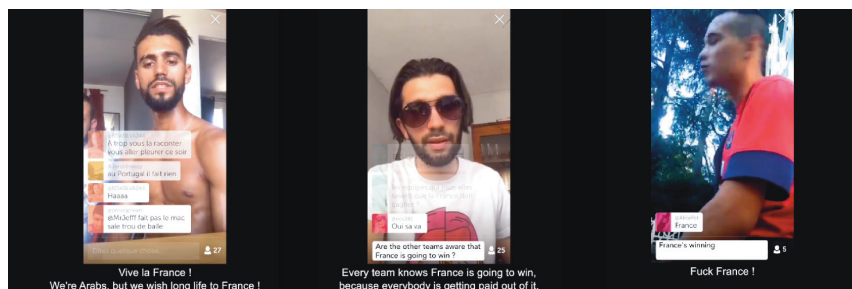 A trop vous la raconter
vous aller pleurer ce soir
au Portugal il fait rien
Haaaa
@MrJefff fait pas le mac
sale trou de balle
27
Vive la France !
We're Arabs, but we wish long life to France !
Our sa va
Are the other teams aware that
France is going to win ?
25
Every team knows France is going to win,
because everybody is getting paid out of it.
France
France's winning
5
Fuck France !